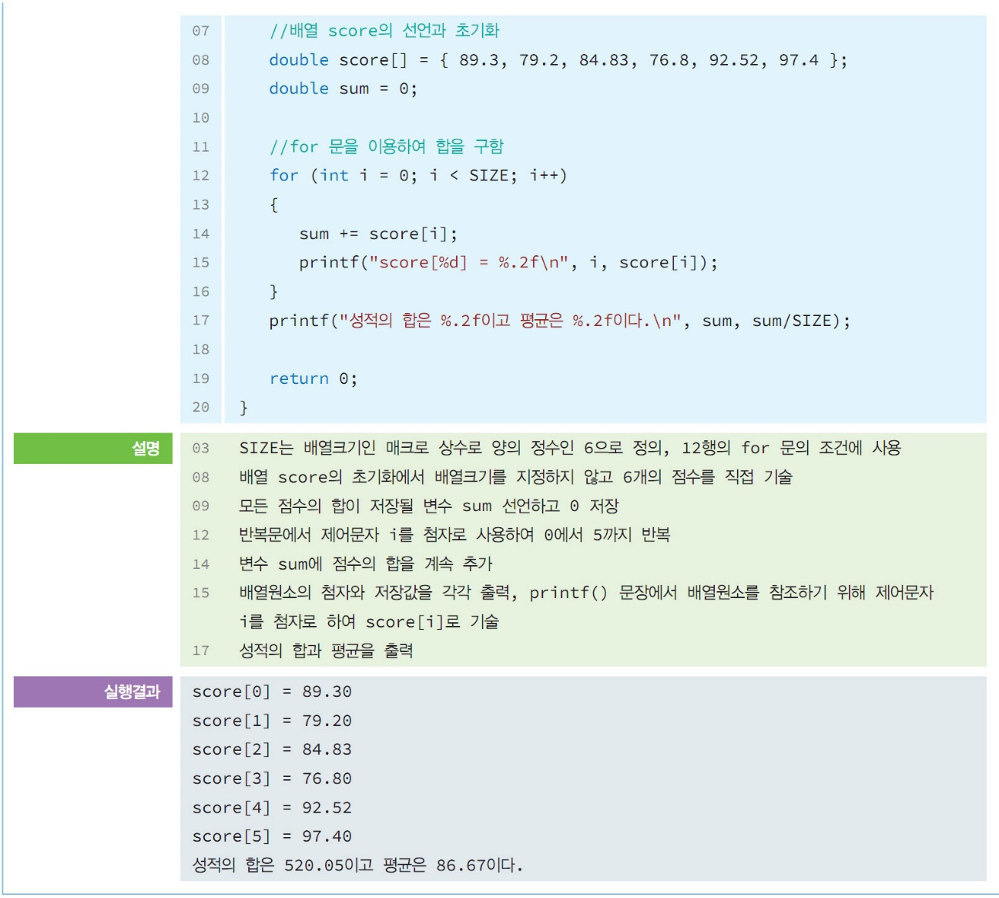 07 //배열 score의 선언과 초기화
08 double score[] = { 89.3, 79.2, 84.83, 76.8, 92.52, 97.4 };
09 double sum = 0;
10
11 //for 문을 이용하여 합을 구함
12 for (int i = 0; i < SIZE; i++)
13 {
14 sum += score[i];
15 printf("score[%d] = %.2f\n", i, score[i]);
16 }
17 printf("성적의 합은 %.2f이고 평균은 %.2f이다.\n", sum, sum/SIZE);
18
19 return 0;
20 }
설명
03 SIZE는 배열크기인 매크로 상수로 양의 정수인 6으로 정의, 12행의 for 문의 조건에 사용
08 배열 score의 초기화에서 배열크기를 지정하지 않고 6개의 점수를 직접 기술
09 모든 점수의 합이 저장될 변수 sum 선언하고 0 저장
12 반복문에서 제어문자 i를 첨자로 사용하여 0에서 5까지 반복
14 변수 sum에 점수의 합을 계속 추가
15 배열원소의 첨자와 저장값을 각각 출력, printf() 문장에서 배열원소를 참조하기 위해 제어문자
i를 첨자로 하여 score[i]로 기술
17 성적의 합과 평균을 출력
실행결과
score[0] = 89.30
score[1] = 79.20
score[2] = 84.83
score[3] = 76.80
score[4] = 92.52
score[5] = 97.40
성적의 합은 520.05이고 평균은 86.67이다.